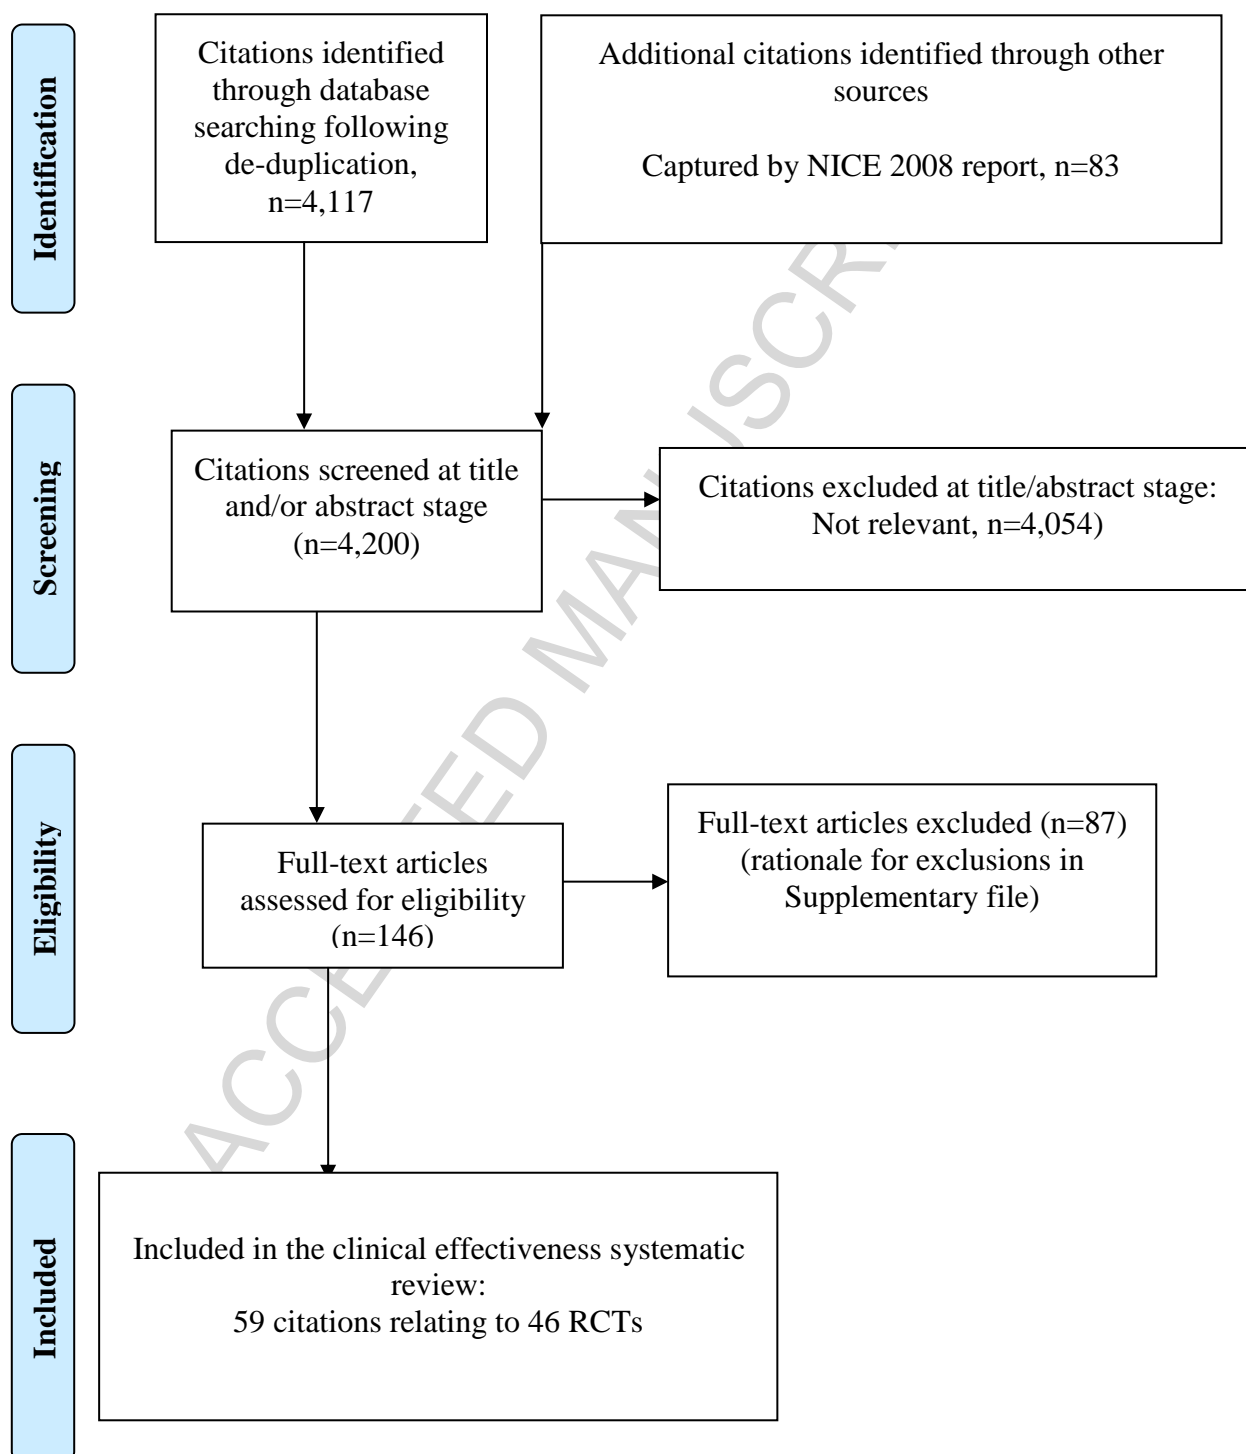 Identification
Citations identified
through database
searching following
de-duplication,
n=4,117
Additional citations identified through other
sources
Captured by NICE 2008 report, n=83
Screening
Citations screened at title
and/or abstract stage
(n=4,200)
Citations excluded at title/abstract stage:
Not relevant, n=4,054)
Eligibility
Full-text articles
assessed for eligibility
(n=146)
Full-text articles excluded (n=87)
(rationale for exclusions in
Supplementary file)
Included
Included in the clinical effectiveness systematic
review:
59 citations relating to 46 RCTs
ACCEPTED MANUSCRI